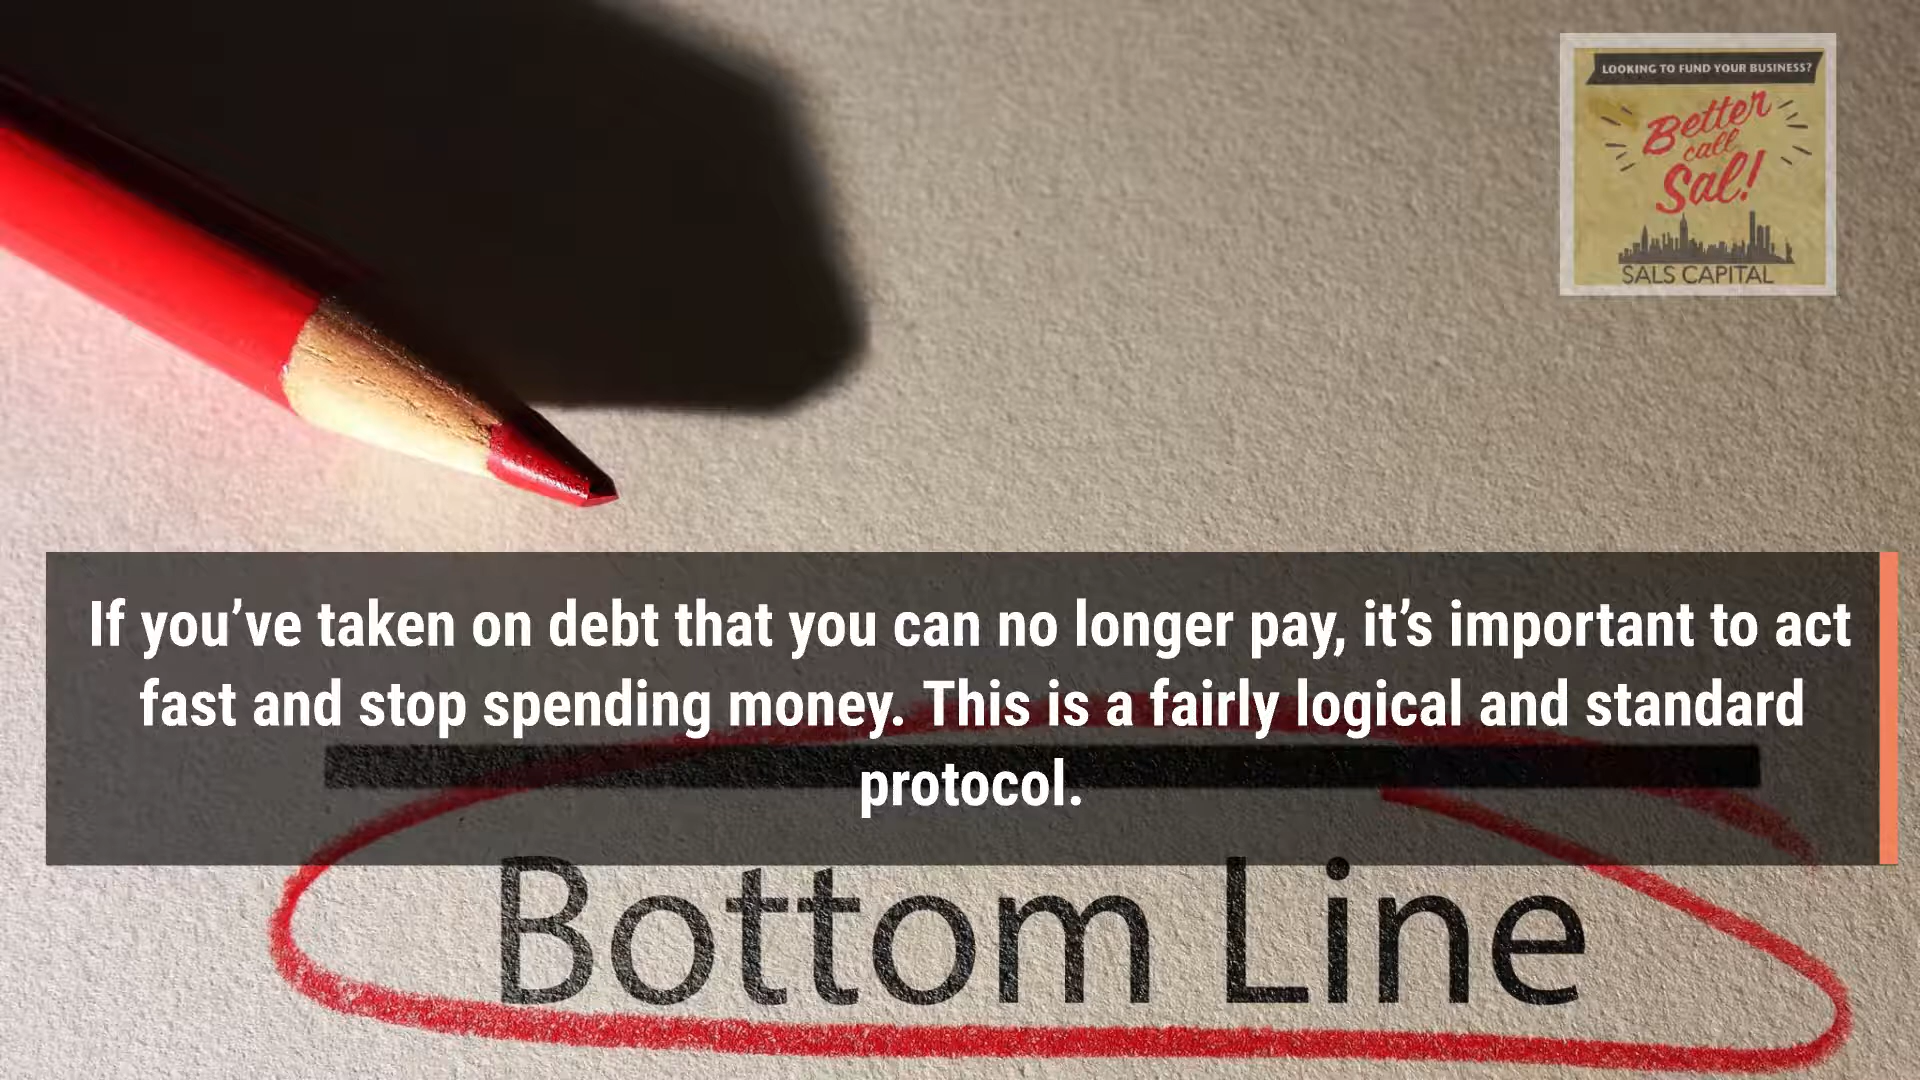 LOOKING TO FUND YOUR BUSINESS?
Better
call
Sal!
SALS CAPITAL
If you’ve taken on debt that you can no longer pay, it’s important to act
fast and stop spending money. This is a fairly logical and standard
protocol.
Bottom Line